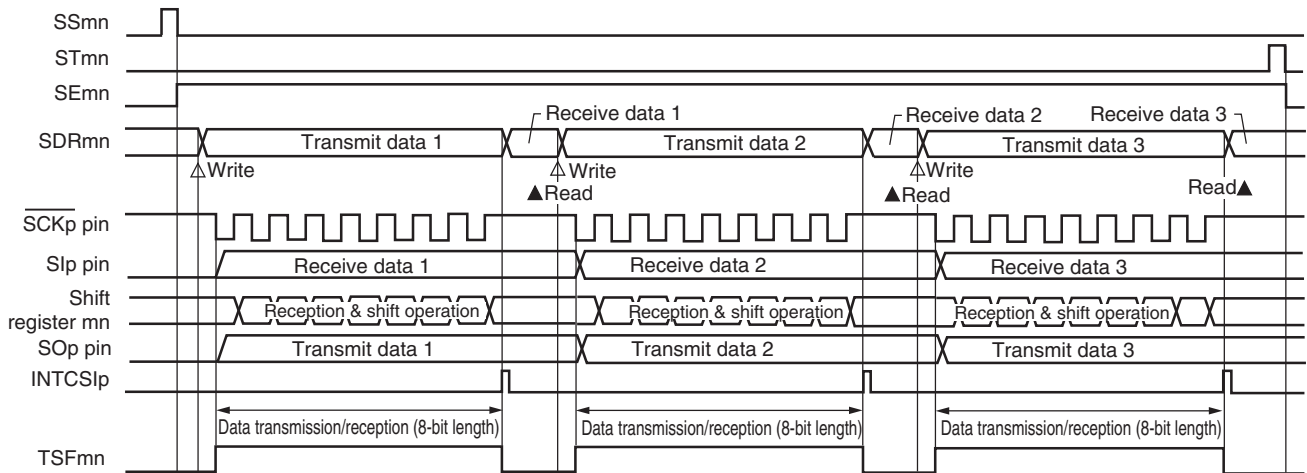 SSmn
STmn
SEmn
Receive data 1
Receive data 2
Receive data 3
SDRmn
Transmit data 1
Transmit data 2
Transmit data 3
△Write
△Write
△Write
▲Read
▲Read
Read▲
SCKp pin
SIp pin
Receive data 1
Receive data 2
Receive data 3
Shift
register mn
Reception & shift operation
Reception & shift operation
Reception & shift operation
SOp pin
Transmit data 1
Transmit data 2
Transmit data 3
INTCSIp
Data transmission/reception (8-bit length)
Data transmission/reception (8-bit length)
Data transmission/reception (8-bit length)
TSFmn